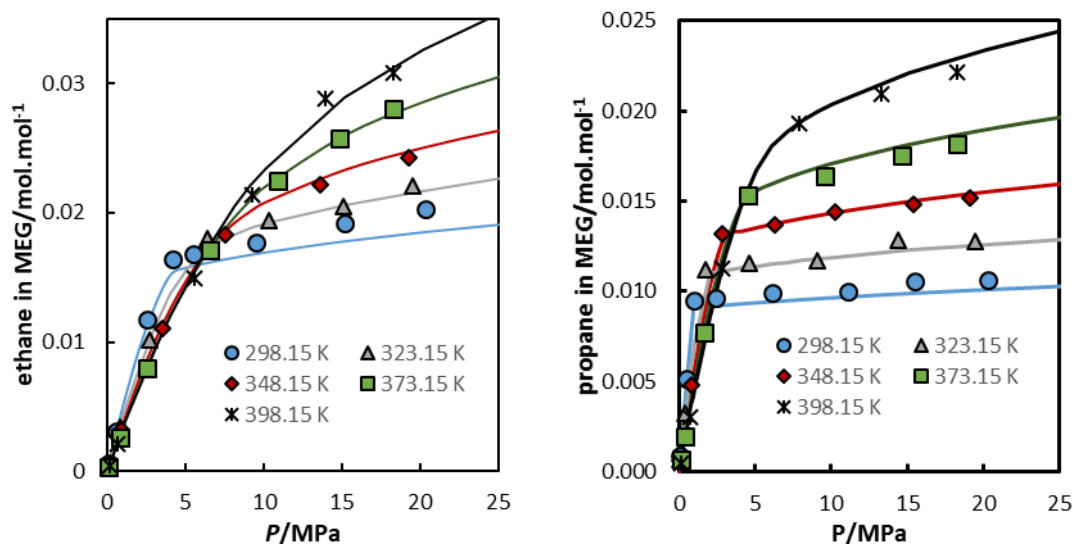 ethane in MEG/mol.mol⁻¹
0.03
0.02
0.01
0
298.15 K 323.15 K
348.15 K 373.15 K
398.15 K
0 5 10 15 20 25
P/MPa
propane in MEG/mol.mol⁻¹
0.025
0.020
0.015
0.010
0.005
0.000
298.15 K 323.15 K
348.15 K 373.15 K
398.15 K
0 5 10 15 20 25
P/MPa